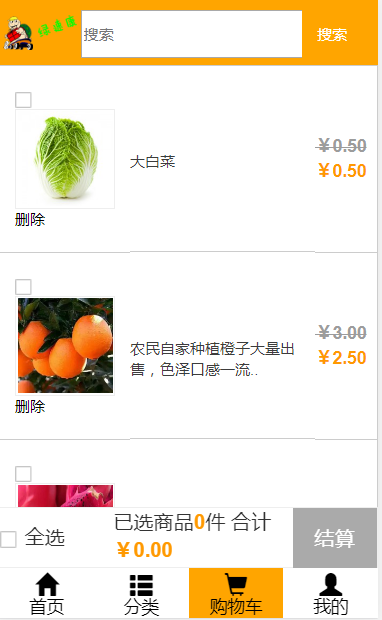 绿速客
搜索 搜索
¥0.50
大白菜
¥0.50
删除
¥3.00
农民自家种植橙子大量出
售，色泽口感一流..
¥2.50
删除
全选
已选商品0件 合计
¥0.00
结算
首页 分类 购物车 我的